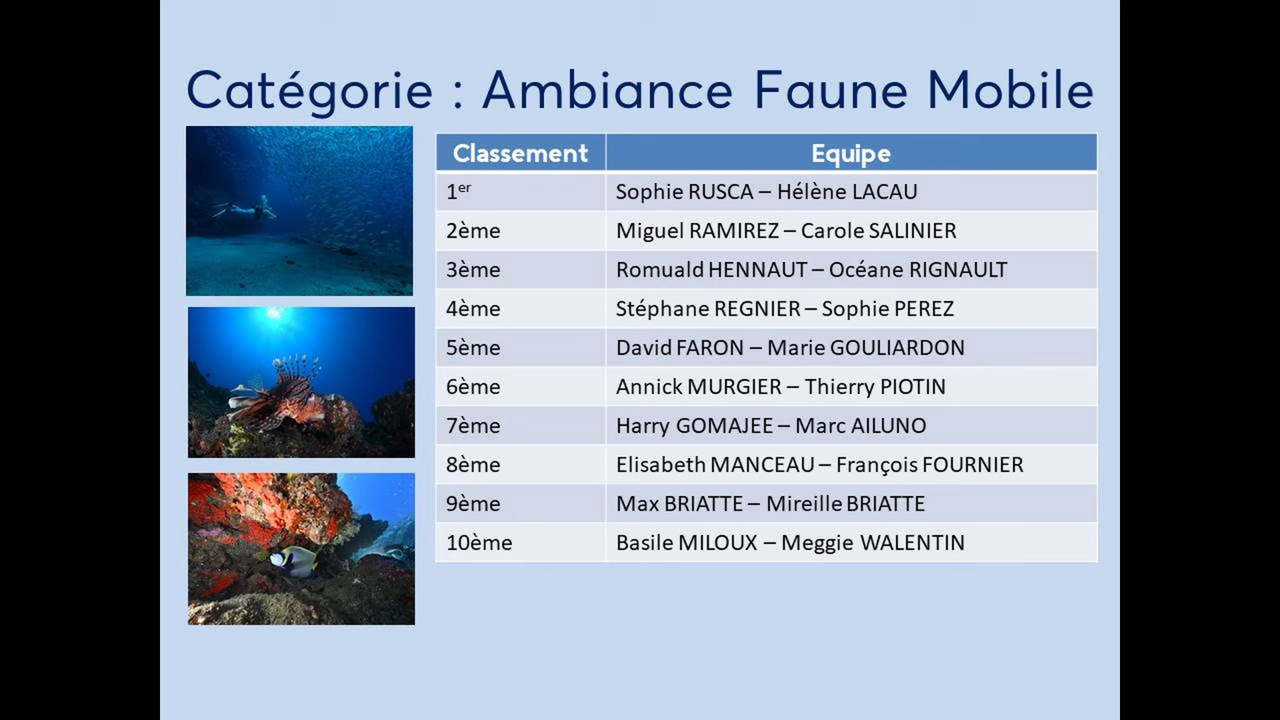 Catégorie : Ambiance Faune Mobile
Classement Equipe
1er Sophie RUSCA – Hélène LACAU
2ème Miguel RAMIREZ – Carole SALINIER
3ème Romuald HENNAUT – Océane RIGNAULT
4ème Stéphane REGNIER – Sophie PEREZ
5ème David FARON – Marie GOULIARDON
6ème Annick MURGIER – Thierry PIOTIN
7ème Harry GOMAJEE – Marc AILUNO
8ème Elisabeth MANCEAU – François FOURNIER
9ème Max BRIATTE – Mireille BRIATTE
10ème Basile MILOUX – Meggie WALENTIN